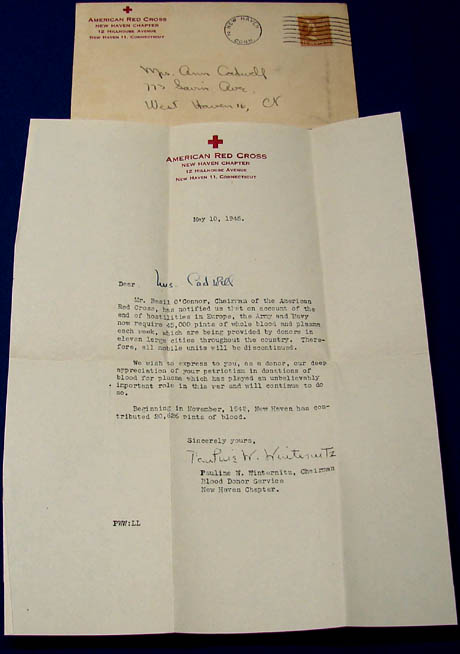 AMERICAN RED CROSS
NEW HAVEN CHAPTER
12 HILLHOUSE AVENUE
NEW HAVEN 11, CONNECTICUT
NEW HAVEN
CONN.
Mrs. Ann Cadwell
Savin Ave.
West Haven 16, Ct
AMERICAN RED CROSS
NEW HAVEN CHAPTER
12 HILLHOUSE AVENUE
NEW HAVEN 11, CONNECTICUT
May 10, 1945.
Dear Mrs. Cadwell
Mr. Basil O'Connor, Chairman of the American
Red Cross, has notified us that on account of the
end of hostilities in Europe, the Army and Navy
now require 45,000 pints of whole blood and plasma
each week, which are being provided by donors in
eleven large cities throughout the country. There-
fore, all mobile units will be discontinued.
We wish to express to you, as a donor, our deep
appreciation of your patriotism in donations of
blood for plasma which has played an unbelievably
important role in this war and will continue to do
so.
Beginning in November, 1942, New Haven has con-
tributed 80,626 pints of blood.
Sincerely yours,
Pauline W. Winternitz
Pauline W. Winternitz, Chairman
Blood Donor Service
New Haven Chapter.
PWW:LL